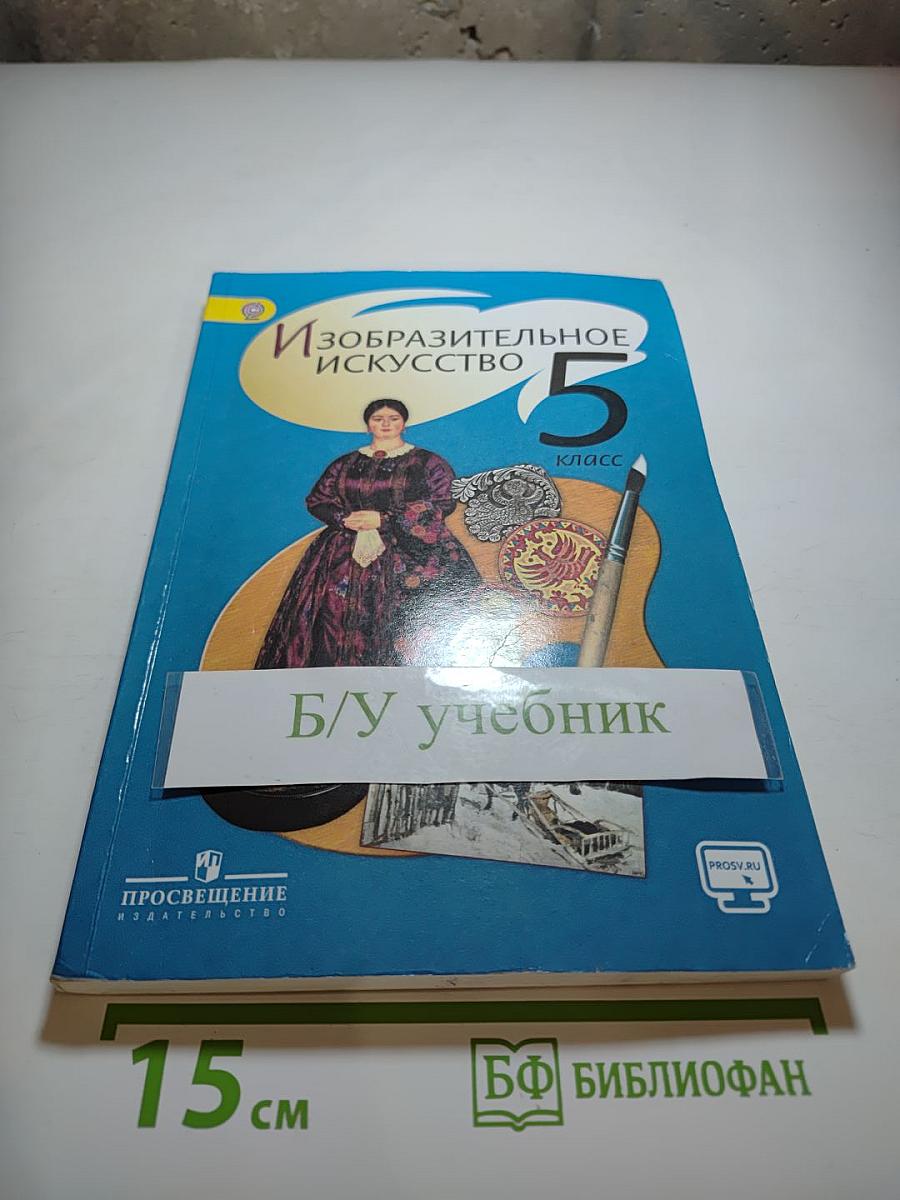 ИЗОБРАЗИТЕЛЬНОЕ
ИСКУССТВО
5
класс
Б/У учебник
ПРОСВЕЩЕНИЕ
ИЗДАТЕЛЬСТВО
PROSV.RU
15 см
БФ БИБЛИОФАН